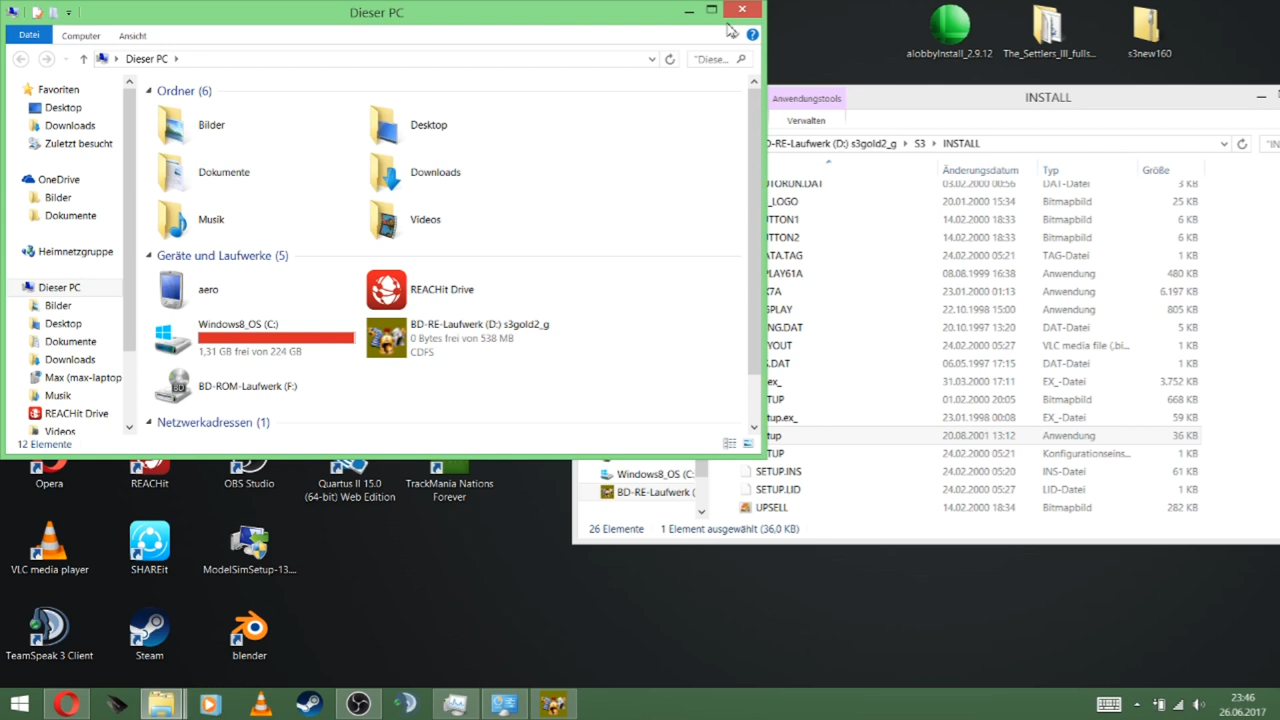 Dieser PC
Datei
Computer
Ansicht
Dieser PC
"Diese...
Favoriten
Desktop
Downloads
Zuletzt besucht
OneDrive
Bilder
Dokumente
Heimnetzgruppe
Dieser PC
Bilder
Desktop
Dokumente
Downloads
Max (max-laptop
Musik
REACHit Drive
Videos
Ordner (6)
Bilder
Desktop
Dokumente
Downloads
Musik
Videos
Geräte und Laufwerke (5)
aero
REACHit Drive
Windows8_OS (C:)
1,31 GB frei von 224 GB
BD-RE-Laufwerk (D:) s3gold2_g
0 Bytes frei von 538 MB
CDFS
BD-ROM-Laufwerk (F:)
Netzwerkadressen (1)
12 Elemente
alobbyInstall_2.9.12
The_Settlers_III_fulls...
s3new160
Anwendungstools
INSTALL
Verwalten
D-RE-Laufwerk (D:) s3gold2_g
S3
INSTALL
"IN
Änderungsdatum Typ Größe
UTORUN.DAT 03.02.2000 00:56 DAT-Datei 3 KB
_LOGO 20.01.2000 15:34 Bitmapbild 25 KB
UTTON1 14.02.2000 18:33 Bitmapbild 6 KB
UTTON2 14.02.2000 18:33 Bitmapbild 6 KB
ATA.TAG 24.02.2000 05:21 TAG-Datei 1 KB
PLAY61A 08.08.1999 16:38 Anwendung 480 KB
X7A 23.01.2000 01:13 Anwendung 6.197 KB
SPLAY 22.10.1998 15:00 Anwendung 805 KB
NG.DAT 20.10.1997 13:20 DAT-Datei 5 KB
YOUT 24.02.2000 05:27 VLC media file (.bi... 1 KB
S.DAT 06.05.1997 17:15 DAT-Datei 1 KB
ex_ 31.03.2000 17:11 EX_-Datei 3.752 KB
TUP 01.02.2000 20:05 Bitmapbild 668 KB
tup.ex_ 23.01.1998 00:08 EX_-Datei 59 KB
tup 20.08.2001 13:12 Anwendung 36 KB
TUP 24.02.2000 05:21 Konfigurationseins... 1 KB
SETUP.INS 24.02.2000 05:20 INS-Datei 61 KB
SETUP.LID 24.02.2000 05:27 LID-Datei 1 KB
UPSELL 14.02.2000 18:34 Bitmapbild 282 KB
Windows8_OS (C:
BD-RE-Laufwerk (
26 Elemente
1 Element ausgewählt (36,0 KB)
Opera
REACHit
OBS Studio
Quartus II 15.0
(64-bit) Web Edition
TrackMania Nations
Forever
VLC media player
SHAREit
ModelSimSetup-13....
TeamSpeak 3 Client
Steam
blender
23:46
26.06.2017